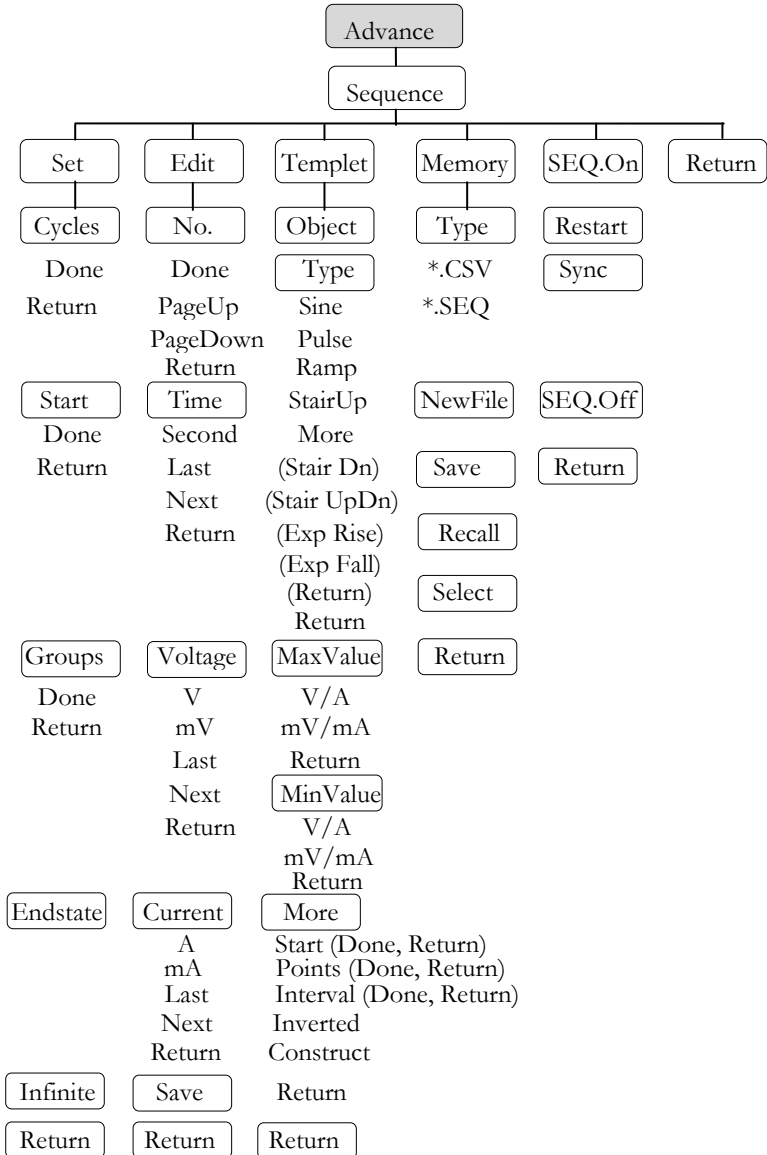 Advance
Sequence
Set Edit Templet Memory SEQ.On Return
Cycles No. Object Type Restart
Done Done Type *.CSV Sync
Return PageUp Sine *.SEQ
PageDown Pulse
Return Ramp
Start Time StairUp NewFile SEQ.Off
Done Second More
Return Last (Stair Dn) Save Return
Next (Stair UpDn)
Return (Exp Rise) Recall
(Exp Fall)
(Return) Select
Return
Groups Voltage MaxValue Return
Done V V/A
Return mV mV/mA
Last Return
Next MinValue
Return V/A
mV/mA
Return
Endstate Current More
A Start (Done, Return)
mA Points (Done, Return)
Last Interval (Done, Return)
Next Inverted
Return Construct
Infinite Save Return
Return Return Return